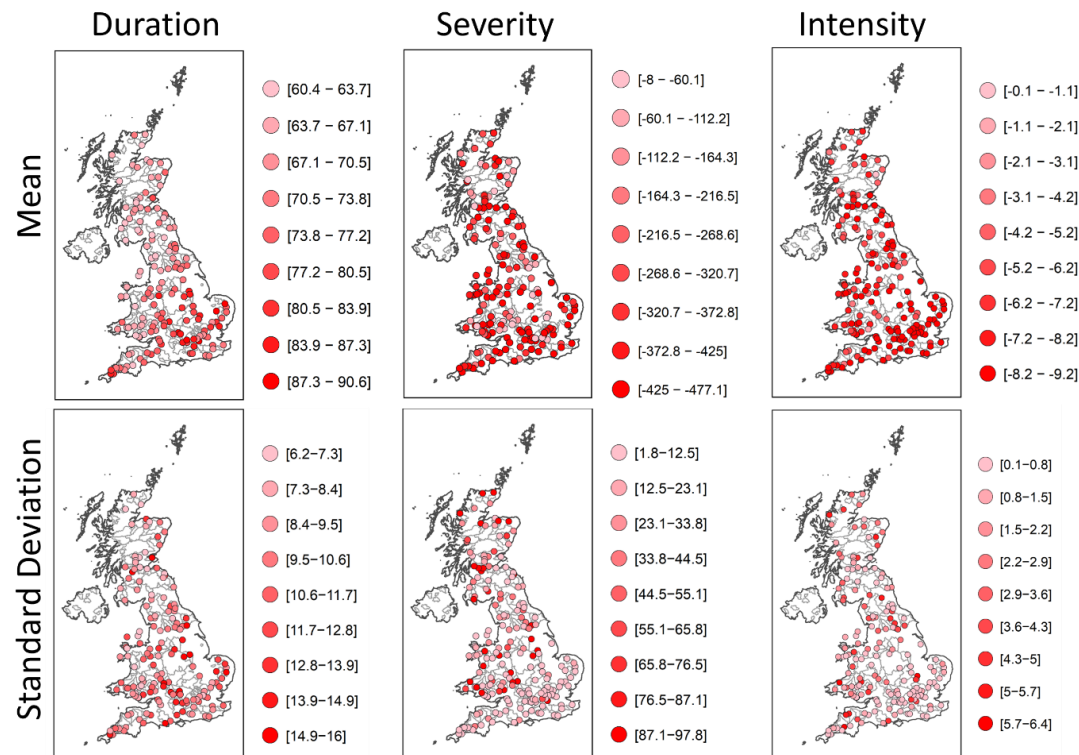 Duration
Severity
Intensity
Mean
[60.4 – 63.7]
[63.7 – 67.1]
[67.1 – 70.5]
[70.5 – 73.8]
[73.8 – 77.2]
[77.2 – 80.5]
[80.5 – 83.9]
[83.9 – 87.3]
[87.3 – 90.6]
[-8 – -60.1]
[-60.1 – -112.2]
[-112.2 – -164.3]
[-164.3 – -216.5]
[-216.5 – -268.6]
[-268.6 – -320.7]
[-320.7 – -372.8]
[-372.8 – -425]
[-425 – -477.1]
[-0.1 – -1.1]
[-1.1 – -2.1]
[-2.1 – -3.1]
[-3.1 – -4.2]
[-4.2 – -5.2]
[-5.2 – -6.2]
[-6.2 – -7.2]
[-7.2 – -8.2]
[-8.2 – -9.2]
Standard Deviation
[6.2–7.3]
[7.3–8.4]
[8.4–9.5]
[9.5–10.6]
[10.6–11.7]
[11.7–12.8]
[12.8–13.9]
[13.9–14.9]
[14.9–16]
[1.8–12.5]
[12.5–23.1]
[23.1–33.8]
[33.8–44.5]
[44.5–55.1]
[55.1–65.8]
[65.8–76.5]
[76.5–87.1]
[87.1–97.8]
[0.1–0.8]
[0.8–1.5]
[1.5–2.2]
[2.2–2.9]
[2.9–3.6]
[3.6–4.3]
[4.3–5]
[5–5.7]
[5.7–6.4]